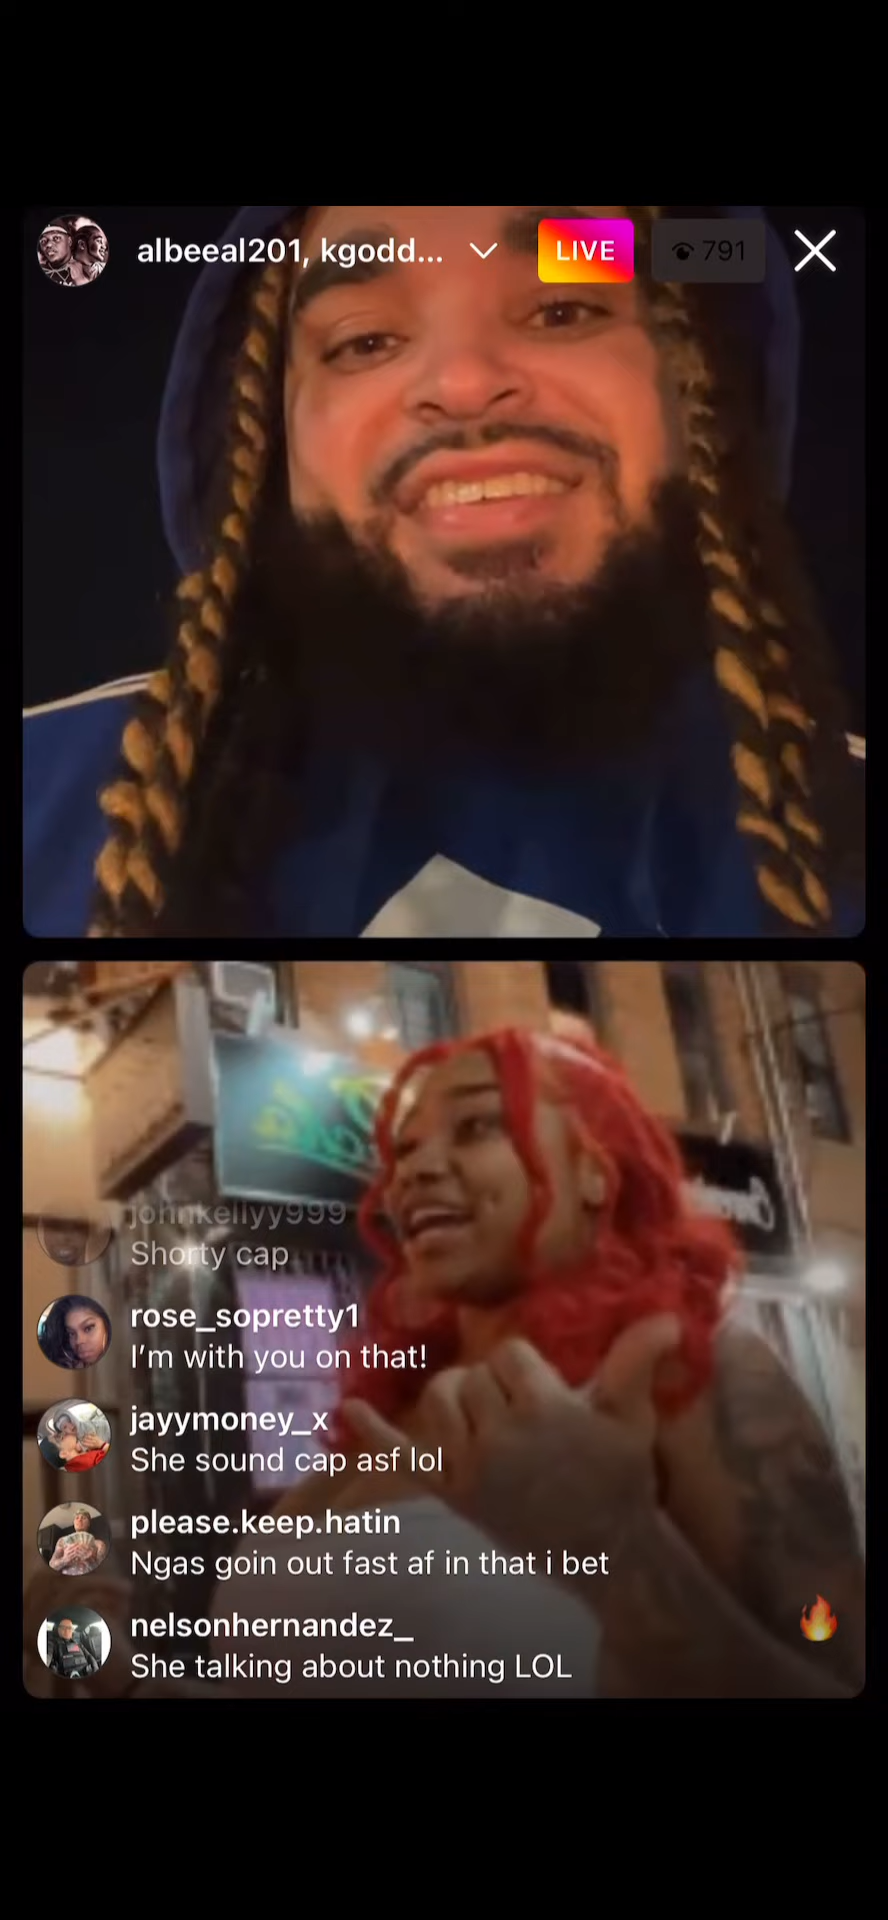 albeeal201, kgodd...
LIVE
791
johnkellyy999
Shorty cap
rose_sopretty1
I’m with you on that!
jayymoney_x
She sound cap asf lol
please.keep.hatin
Ngas goin out fast af in that i bet
nelsonhernandez_
She talking about nothing LOL